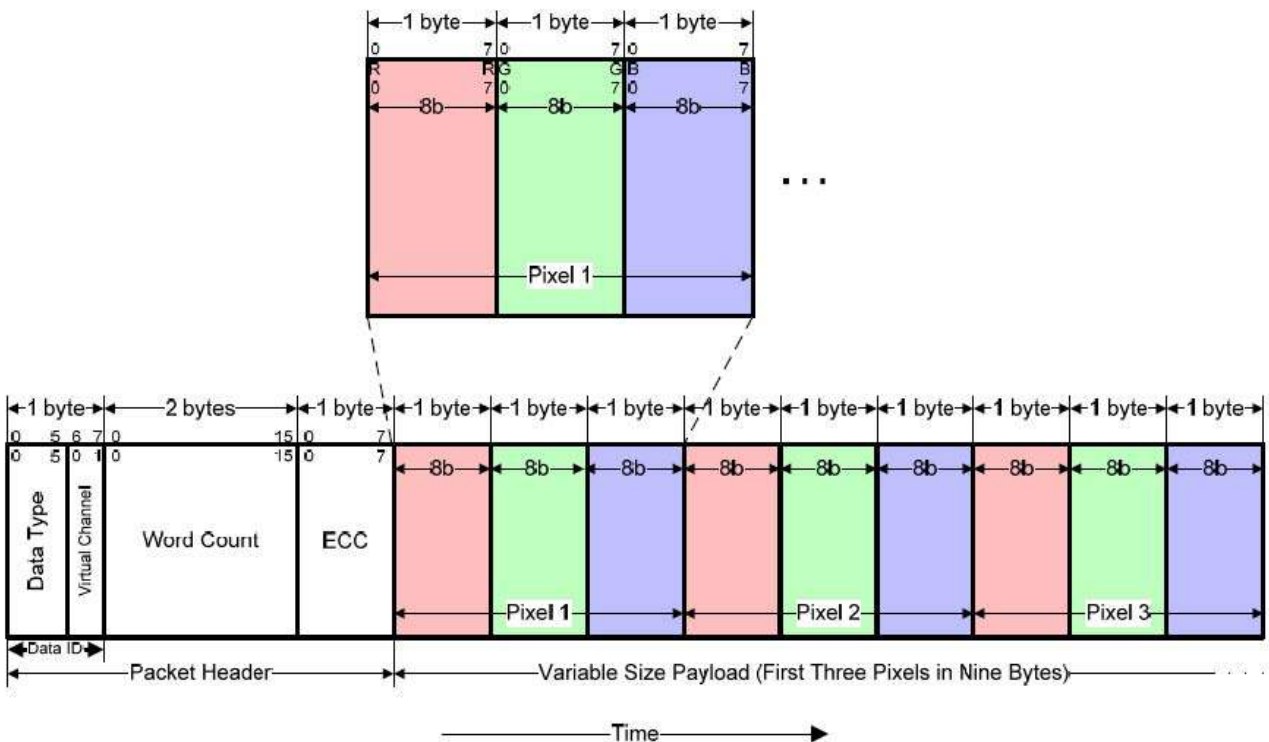 1 byte 1 byte 1 byte
0 7 0 7 0 7
R R G G B B
0 7 0 7 0 7
8b 8b 8b
Pixel 1
...
1 byte 2 bytes 1 byte 1 byte 1 byte 1 byte 1 byte 1 byte 1 byte 1 byte 1 byte 1 byte
0 5 6 7 0 15 0 7
0 5 0 1 0 15 0 7
8b 8b 8b 8b 8b 8b 8b 8b 8b
Data Type
Virtual Channel
Word Count
ECC
Pixel 1 Pixel 2 Pixel 3
Data ID
Packet Header
Variable Size Payload (First Three Pixels in Nine Bytes)
Time